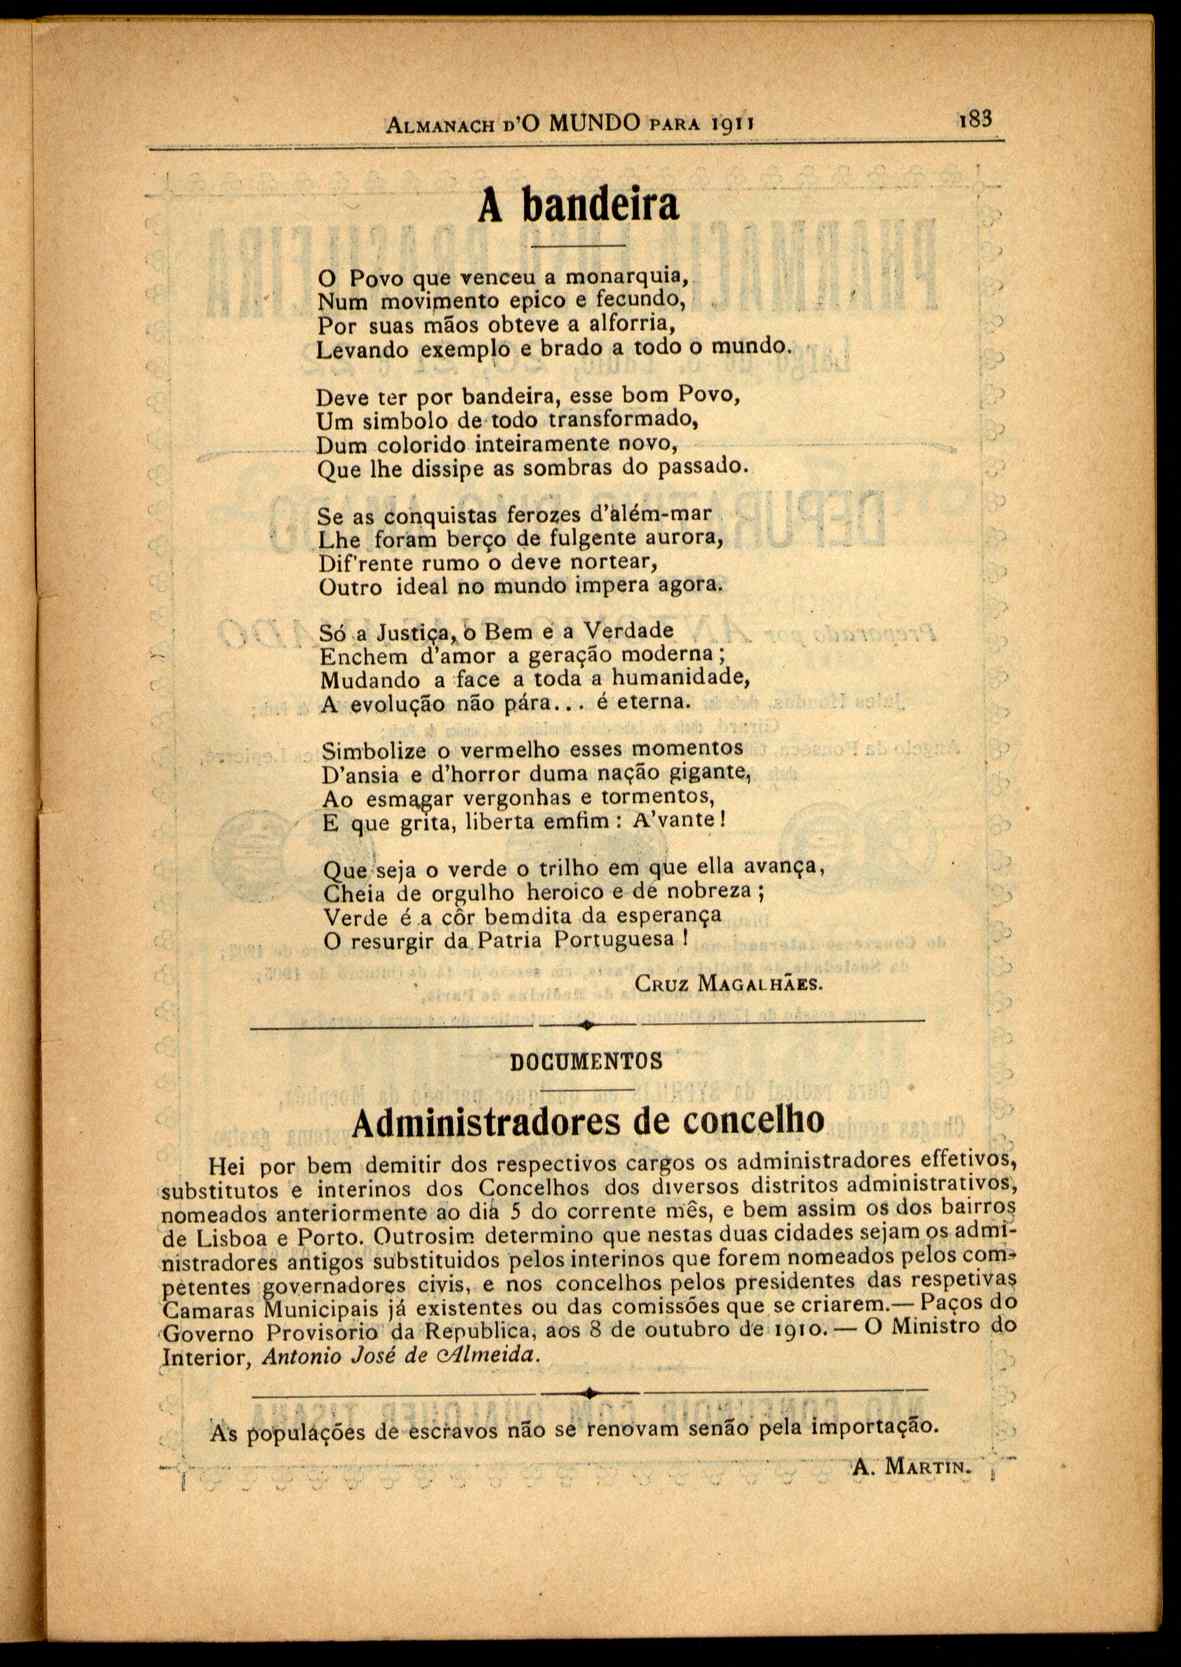 ALMANACH D'O MUNDO PARA 1911 183
A bandeira
O Povo que venceu a monarquia,
Num movimento epico e fecundo,
Por suas mãos obteve a alforria,
Levando exemplo e brado a todo o mundo.
Deve ter por bandeira, esse bom Povo,
Um simbolo de todo transformado,
Dum colorido inteiramente novo,
Que lhe dissipe as sombras do passado.
Se as conquistas ferozes d'além-mar
Lhe foram berço de fulgente aurora,
Dif'rente rumo o deve nortear,
Outro ideal no mundo impera agora.
Só a Justiça, o Bem e a Verdade
Enchem d'amor a geração moderna;
Mudando a face a toda a humanidade,
A evolução não pára... é eterna.
Simbolize o vermelho esses momentos
D'ansia e d'horror duma nação gigante,
Ao esmagar vergonhas e tormentos,
E que grita, liberta emfim: A'vante!
Que seja o verde o trilho em que ella avança,
Cheia de orgulho heroico e de nobreza;
Verde é a côr bemdita da esperança
O resurgir da Patria Portuguesa!
CRUZ MAGALHÃES.
DOCUMENTOS
Administradores de concelho
Hei por bem demitir dos respectivos cargos os administradores effetivos,
substitutos e interinos dos Concelhos dos diversos distritos administrativos,
nomeados anteriormente ao dia 5 do corrente mês, e bem assim os dos bairros
de Lisboa e Porto. Outrosim determino que nestas duas cidades sejam os admi-
nistradores antigos substituidos pelos interinos que forem nomeados pelos com-
petentes governadores civis, e nos concelhos pelos presidentes das respetivas
Camaras Municipais já existentes ou das comissões que se criarem.— Paços do
Governo Provisorio da Republica, aos 8 de outubro de 1910. — O Ministro do
Interior, Antonio José de Almeida.
As populações de escravos não se renovam senão pela importação.
A. MARTIN.